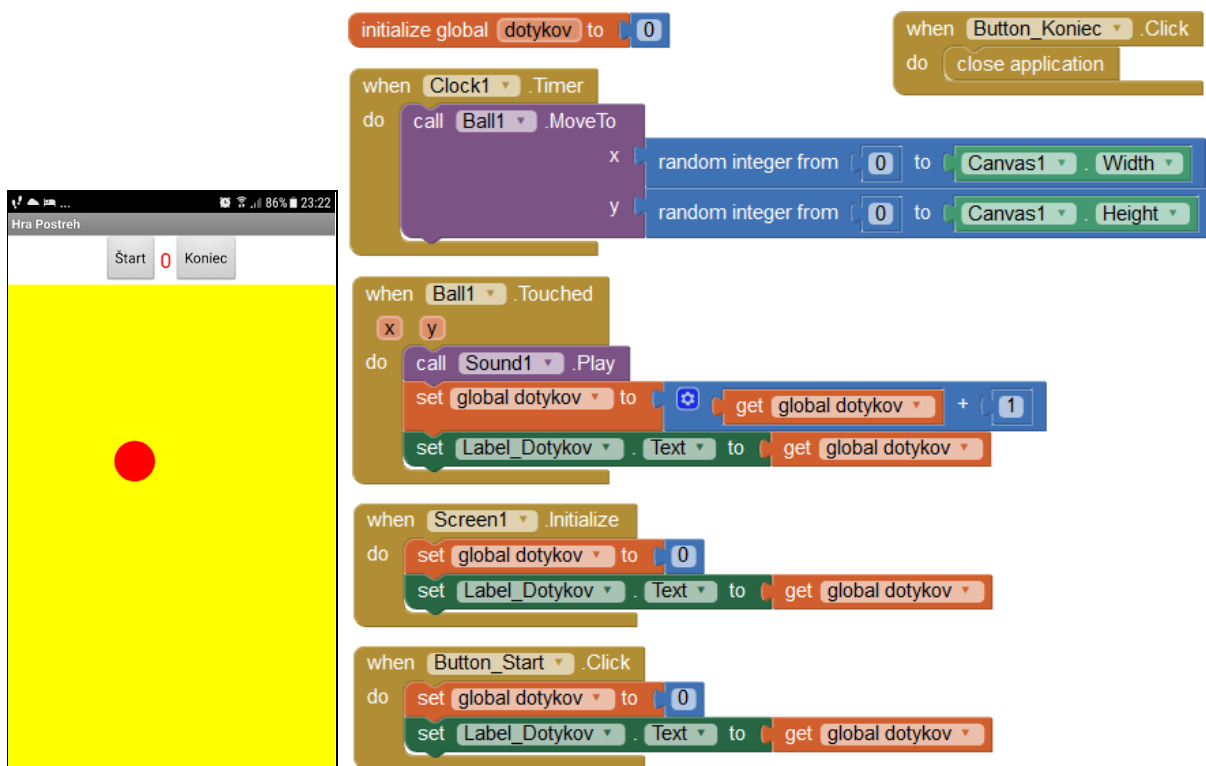 86% 23:22
Hra Postreh
Štart 0 Koniec
initialize global dotykov to 0
when Button_Koniec .Click
do close application
when Clock1 .Timer
do call Ball1 .MoveTo
x random integer from 0 to Canvas1 . Width
y random integer from 0 to Canvas1 . Height
when Ball1 .Touched
x y
do call Sound1 .Play
set global dotykov to get global dotykov + 1
set Label_Dotykov . Text to get global dotykov
when Screen1 .Initialize
do set global dotykov to 0
set Label_Dotykov . Text to get global dotykov
when Button_Start .Click
do set global dotykov to 0
set Label_Dotykov . Text to get global dotykov